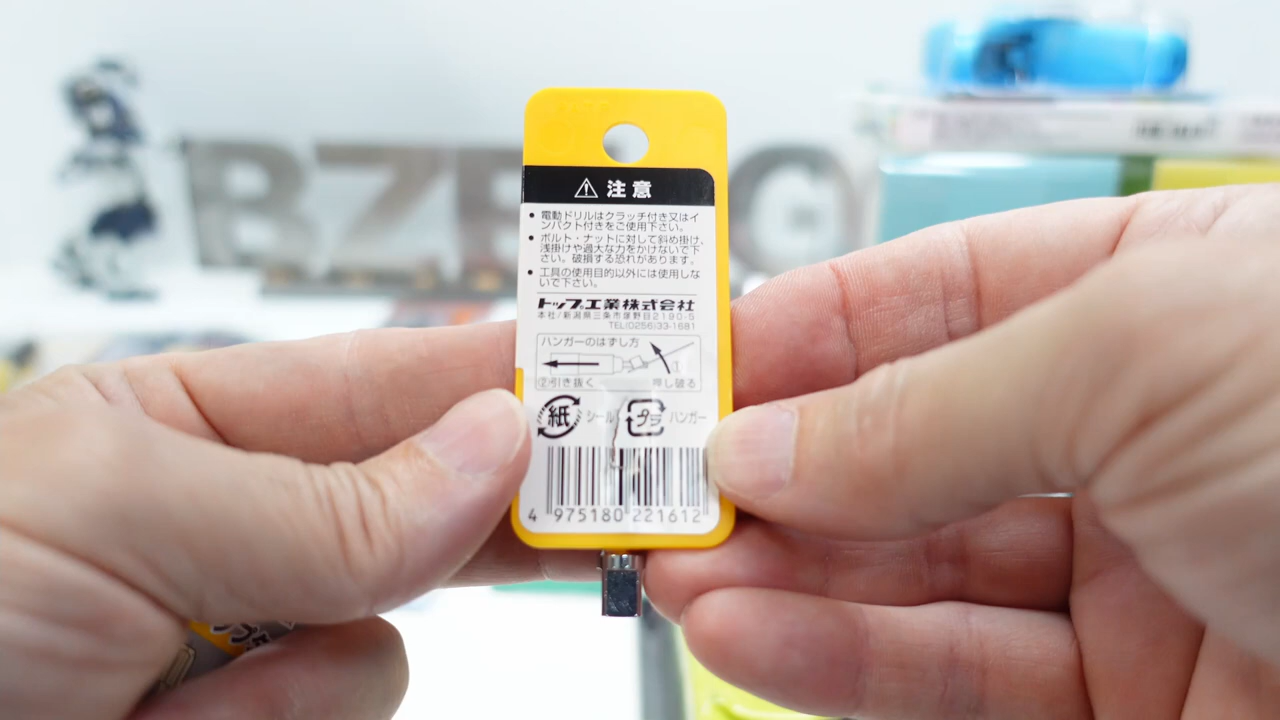 ⚠ 注意
• 電動ドリルはクラッチ付き又はイ
ンパクト付きをご使用下さい。
• ボルト・ナットに対して斜め掛け、
浅掛けや過大な力をかけないで下
さい。破損する恐れがあります。
• 工具の使用目的以外には使用しな
いで下さい。
トップ工業株式会社
本社/新潟県三条市塚野目2190-5
TEL(0256)33-1681
ハンガーのはずし方
②引き抜く 押し破る
紙 シール プラ ハンガー
4 975180 221612